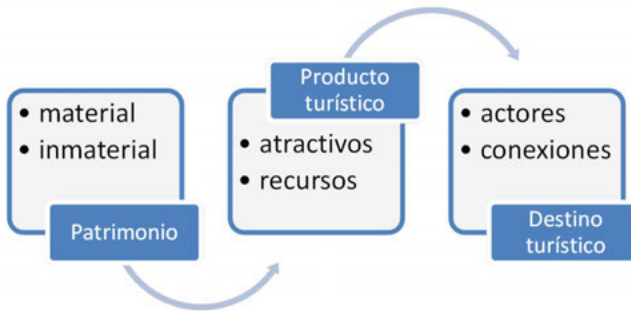 • material
• inmaterial
Patrimonio
Producto
turístico
• atractivos
• recursos
• actores
• conexiones
Destino
turístico